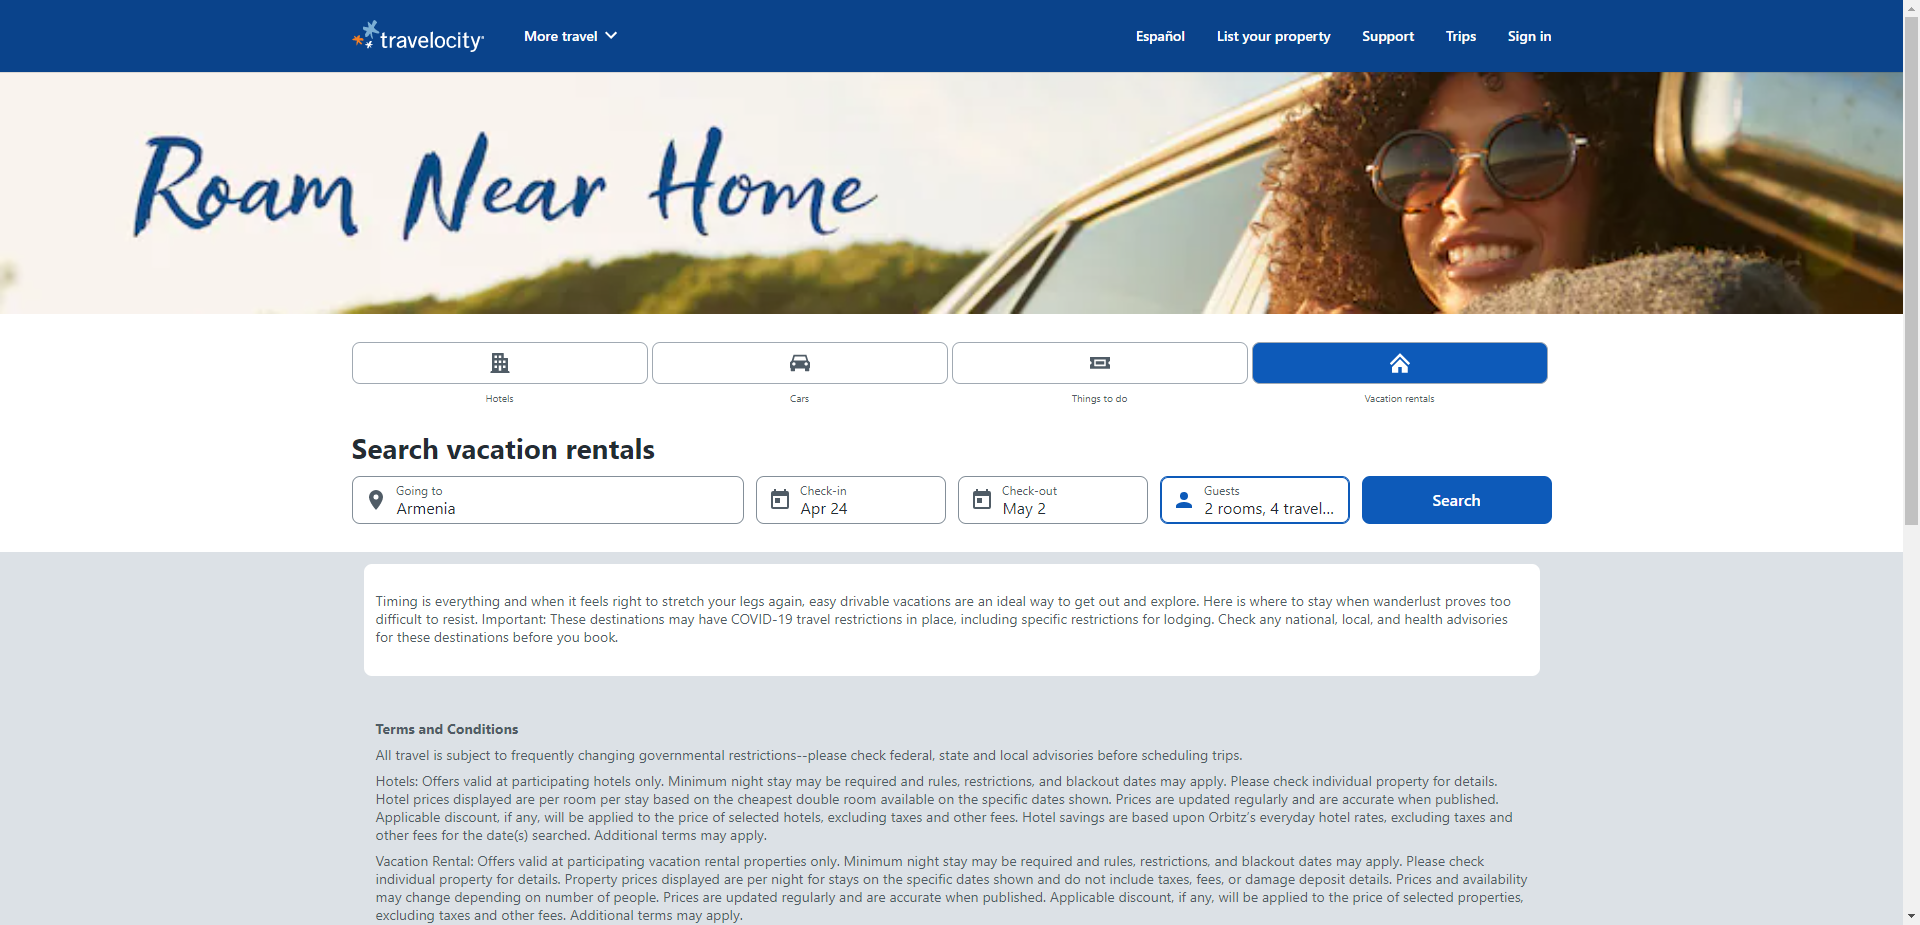 travelocity
More travel
Español
List your property
Support
Trips
Sign in
Roam Near Home
Hotels
Cars
Things to do
Vacation rentals
Search vacation rentals
Going to
Armenia
Check-in
Apr 24
Check-out
May 2
Guests
2 rooms, 4 travel...
Search
Timing is everything and when it feels right to stretch your legs again, easy drivable vacations are an ideal way to get out and explore. Here is where to stay when wanderlust proves too
difficult to resist. Important: These destinations may have COVID-19 travel restrictions in place, including specific restrictions for lodging. Check any national, local, and health advisories
for these destinations before you book.
Terms and Conditions
All travel is subject to frequently changing governmental restrictions--please check federal, state and local advisories before scheduling trips.
Hotels: Offers valid at participating hotels only. Minimum night stay may be required and rules, restrictions, and blackout dates may apply. Please check individual property for details.
Hotel prices displayed are per room per stay based on the cheapest double room available on the specific dates shown. Prices are updated regularly and are accurate when published.
Applicable discount, if any, will be applied to the price of selected hotels, excluding taxes and other fees. Hotel savings are based upon Orbitz's everyday hotel rates, excluding taxes and
other fees for the date(s) searched. Additional terms may apply.
Vacation Rental: Offers valid at participating vacation rental properties only. Minimum night stay may be required and rules, restrictions, and blackout dates may apply. Please check
individual property for details. Property prices displayed are per night for stays on the specific dates shown and do not include taxes, fees, or damage deposit details. Prices and availability
may change depending on number of people. Prices are updated regularly and are accurate when published. Applicable discount, if any, will be applied to the price of selected properties,
excluding taxes and other fees. Additional terms may apply.